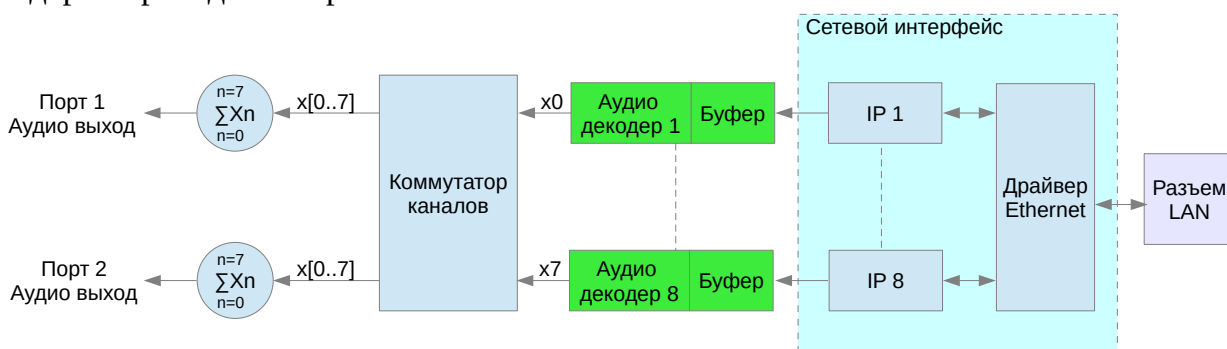 Сетевой интерфейс
n=7
∑Xn
n=0
Порт 1
Аудио выход
x[0..7]
x0
Аудио
декодер 1
Буфер
IP 1
Коммутатор
каналов
Драйвер
Ethernet
Разъем
LAN
n=7
∑Xn
n=0
Порт 2
Аудио выход
x[0..7]
x7
Аудио
декодер 8
Буфер
IP 8